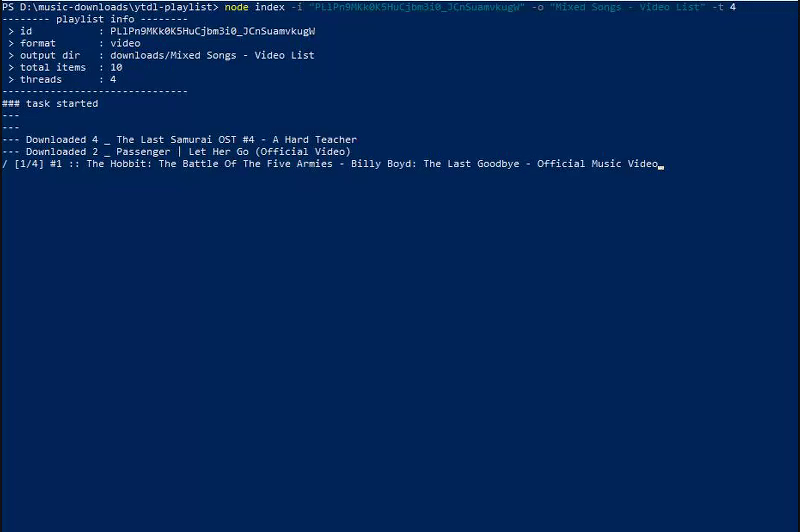 PS D:\music-downloads\ytdl-playlist> node index -i "PLlPn9MKk0K5HuCjbm3i0_JCnSuamvkugW" -o "Mixed Songs - Video List" -t 4
-------- playlist info --------
> id : PLlPn9MKk0K5HuCjbm3i0_JCnSuamvkugW
> format : video
> output dir : downloads/Mixed Songs - Video List
> total items : 10
> threads : 4
-------------------------------
### task started
---
---
--- Downloaded 4 _ The Last Samurai OST #4 - A Hard Teacher
--- Downloaded 2 _ Passenger | Let Her Go (Official Video)
/ [1/4] #1 :: The Hobbit: The Battle Of The Five Armies - Billy Boyd: The Last Goodbye - Official Music Video